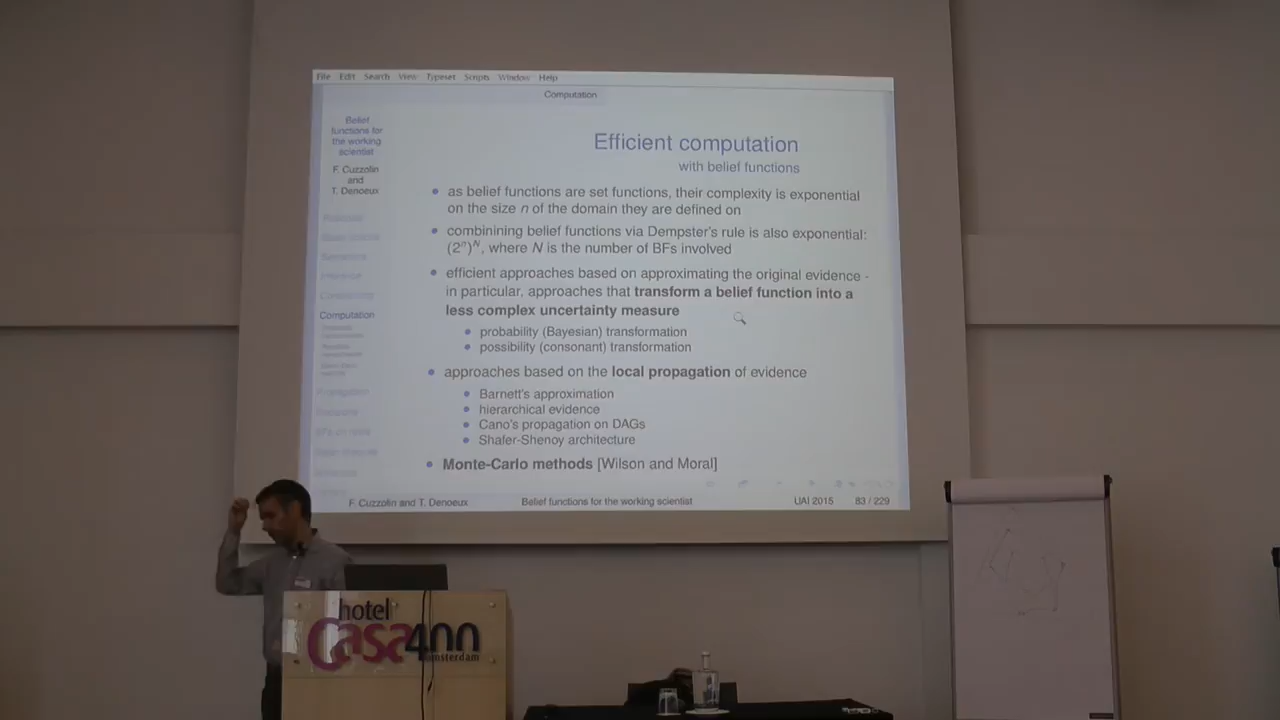 File Edit Search View Typeset Scripts Window Help
Computation
Belief
functions for
the working
scientist
F. Cuzzolin
and
T. Denoeux
Computation
Efficient computation
with belief functions
as belief functions are set functions, their complexity is exponential
on the size n of the domain they are defined on
combinining belief functions via Dempster's rule is also exponential:
(2ⁿ)ᴺ, where N is the number of BFs involved
efficient approaches based on approximating the original evidence -
in particular, approaches that transform a belief function into a
less complex uncertainty measure
probability (Bayesian) transformation
possibility (consonant) transformation
approaches based on the local propagation of evidence
Barnett's approximation
hierarchical evidence
Cano's propagation on DAGs
Shafer-Shenoy architecture
Monte-Carlo methods [Wilson and Moral]
F. Cuzzolin and T. Denoeux Belief functions for the working scientist UAI 2015 83 / 229
hotel
Casa400
amsterdam